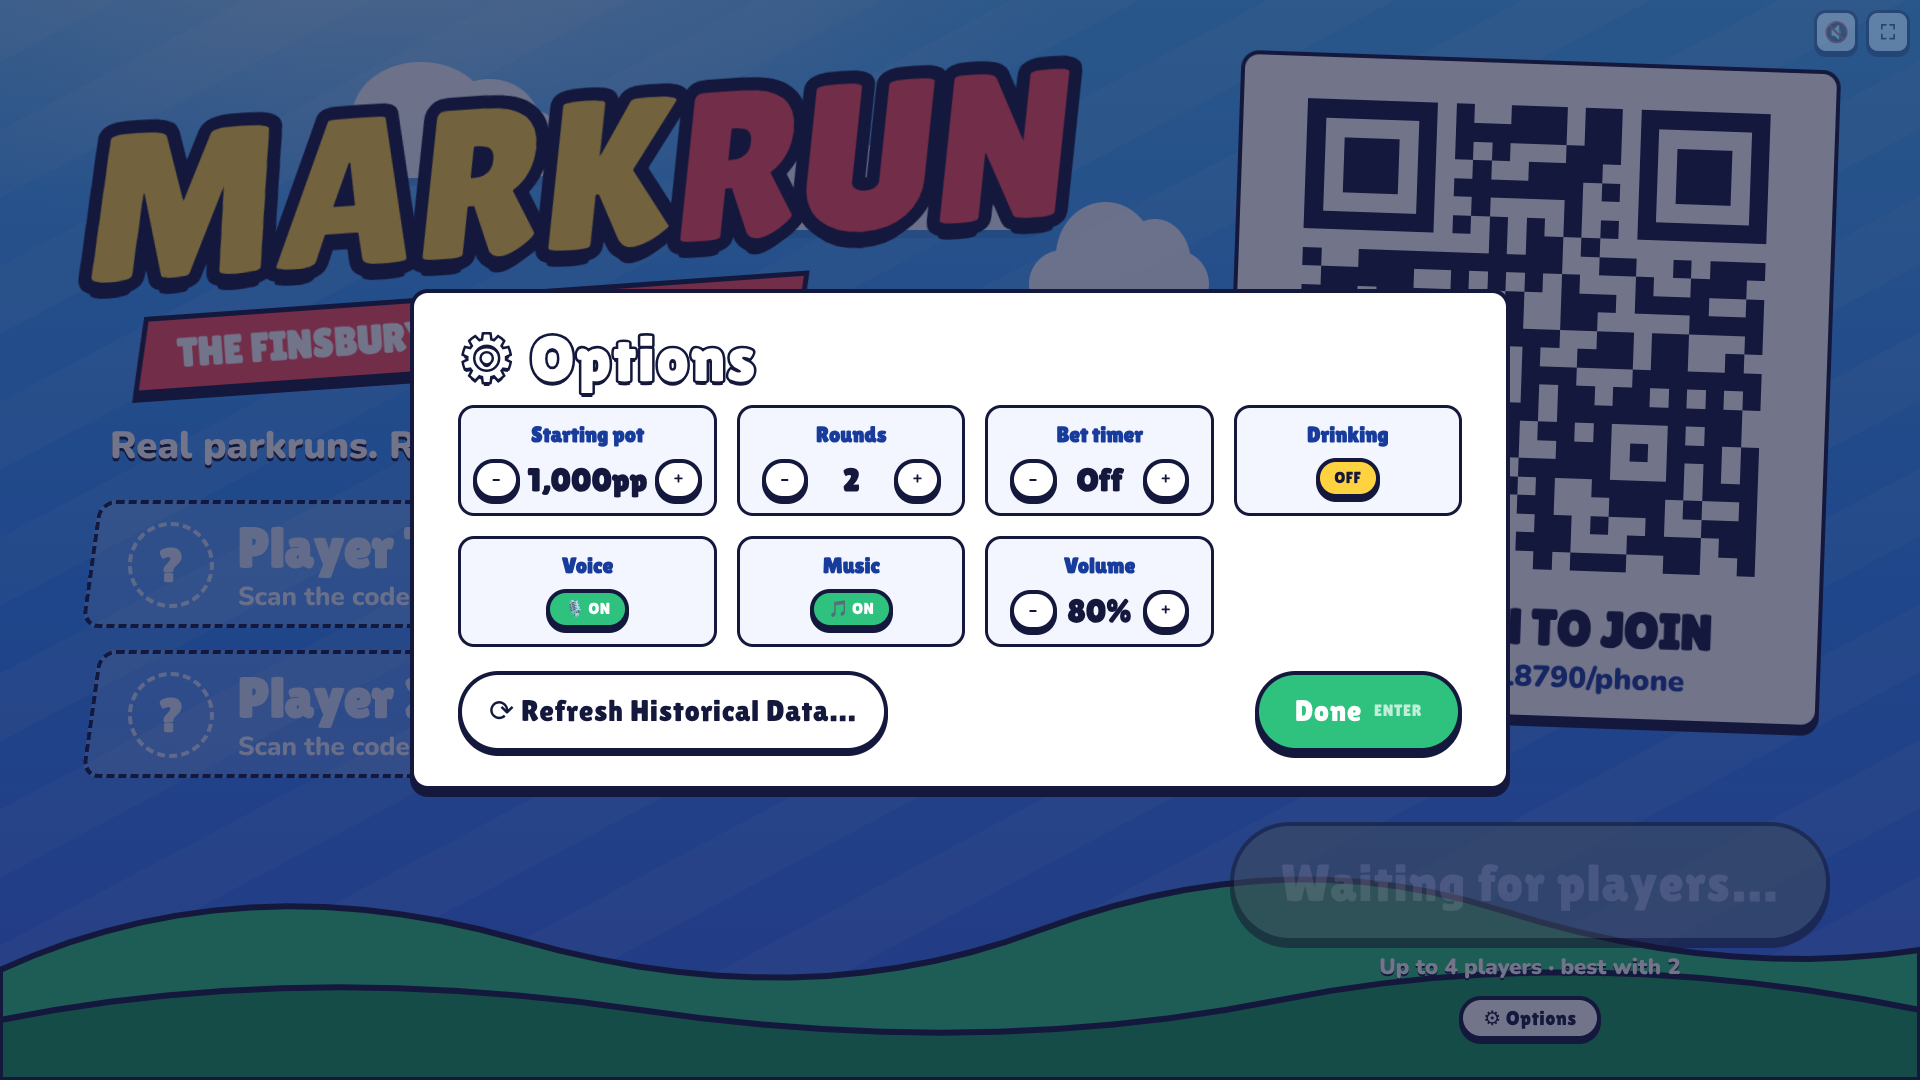 MARKRUN
THE FINSBURY
Real parkruns. R
Player
Scan the code
Player
Scan the code
⚙ Options
Starting pot
- 1,000pp +
Rounds
- 2 +
Bet timer
- Off +
Drinking
OFF
Voice
🎙️ ON
Music
🎵 ON
Volume
- 80% +
⟳ Refresh Historical Data...
Done ENTER
TO JOIN
8790/phone
Waiting for players...
Up to 4 players · best with 2
⚙ Options